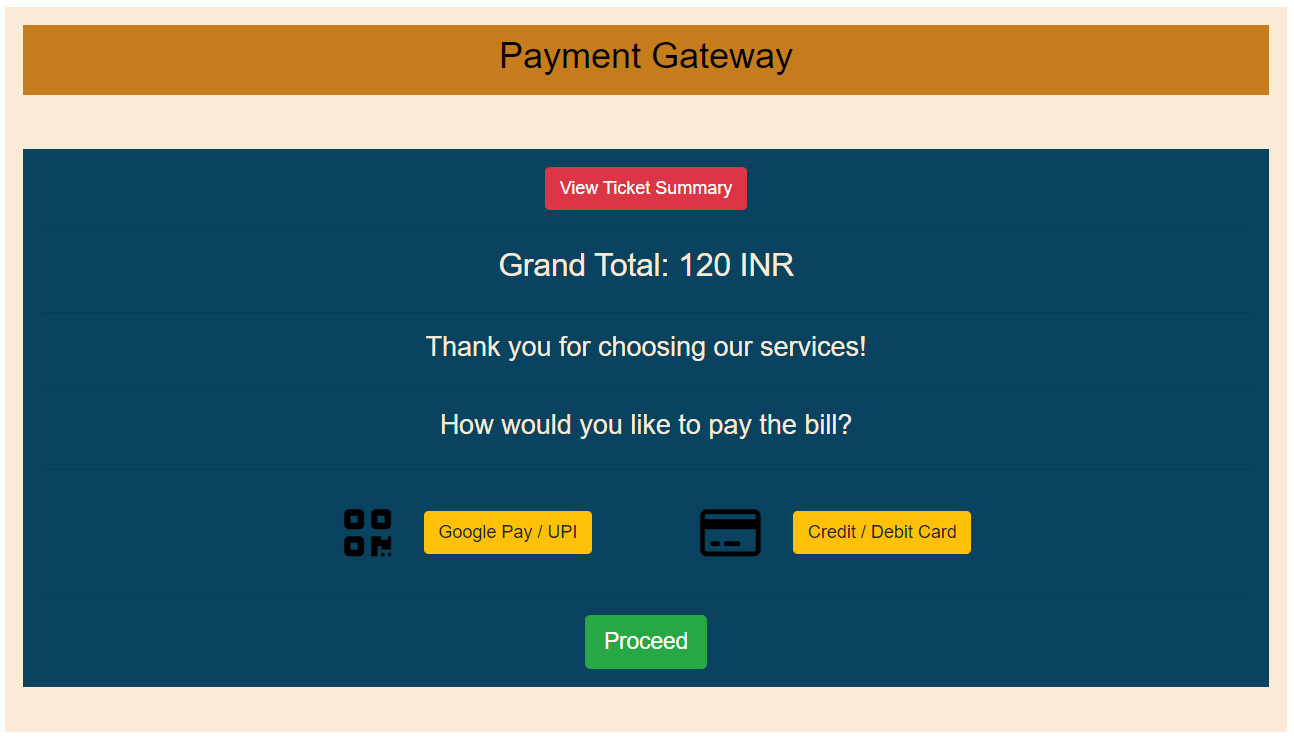 Payment Gateway
View Ticket Summary
Grand Total: 120 INR
Thank you for choosing our services!
How would you like to pay the bill?
Google Pay / UPI
Credit / Debit Card
Proceed